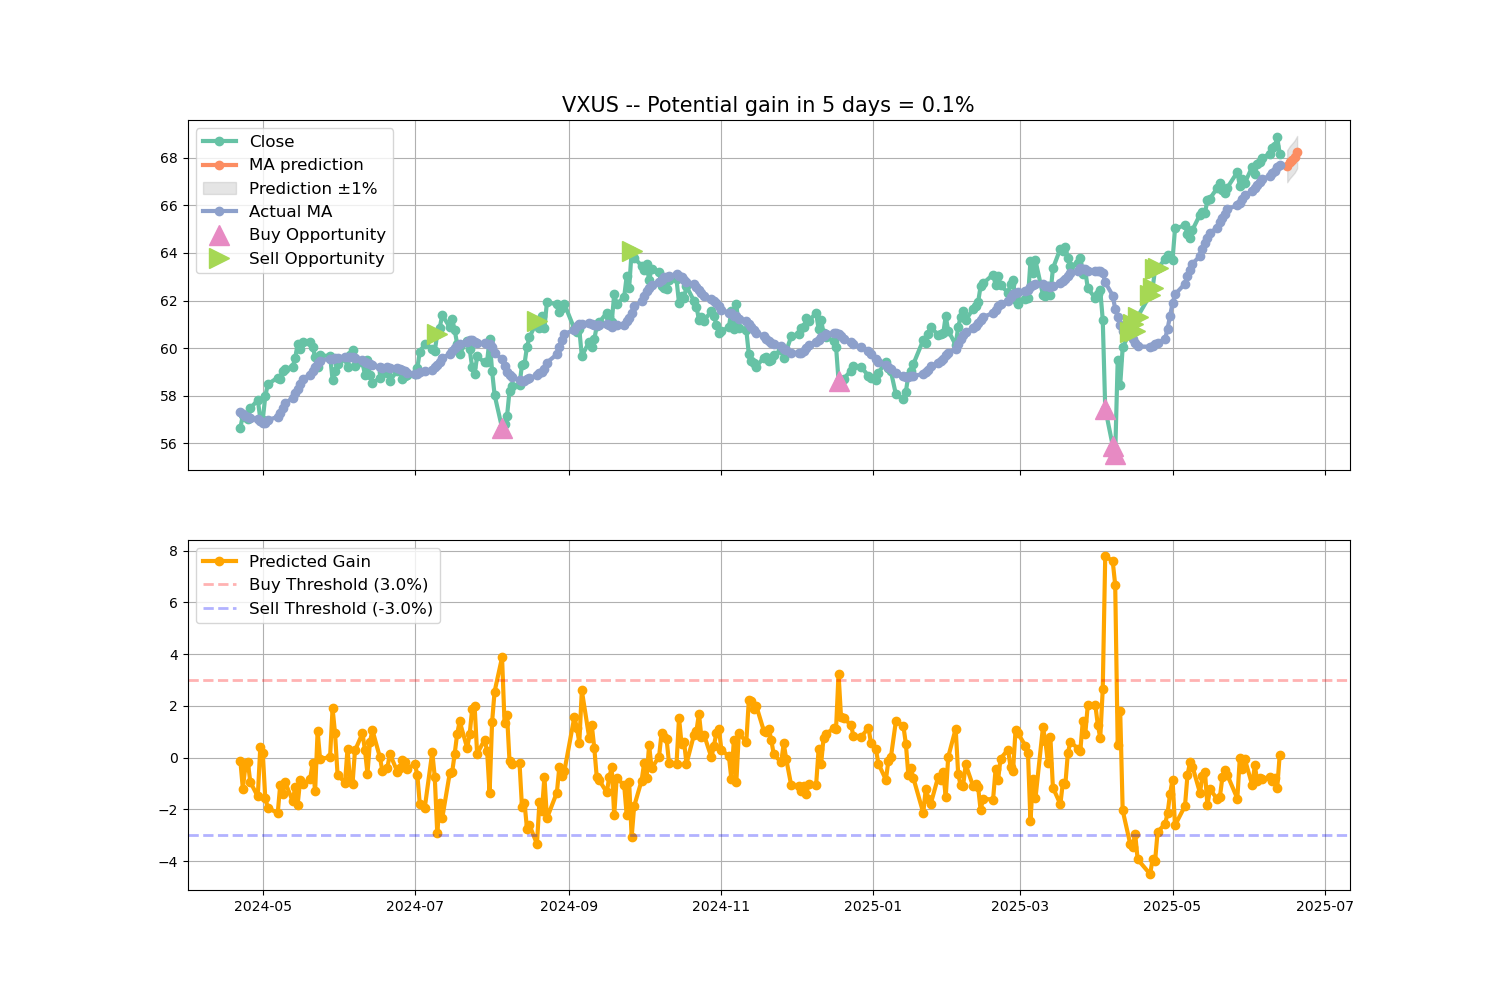 VXUS -- Potential gain in 5 days = 0.1%
Close
MA prediction
Prediction ±1%
Actual MA
Buy Opportunity
Sell Opportunity
68
66
64
62
60
58
56
Predicted Gain
Buy Threshold (3.0%)
Sell Threshold (-3.0%)
8
6
4
2
0
−2
−4
2024-05 2024-07 2024-09 2024-11 2025-01 2025-03 2025-05 2025-07